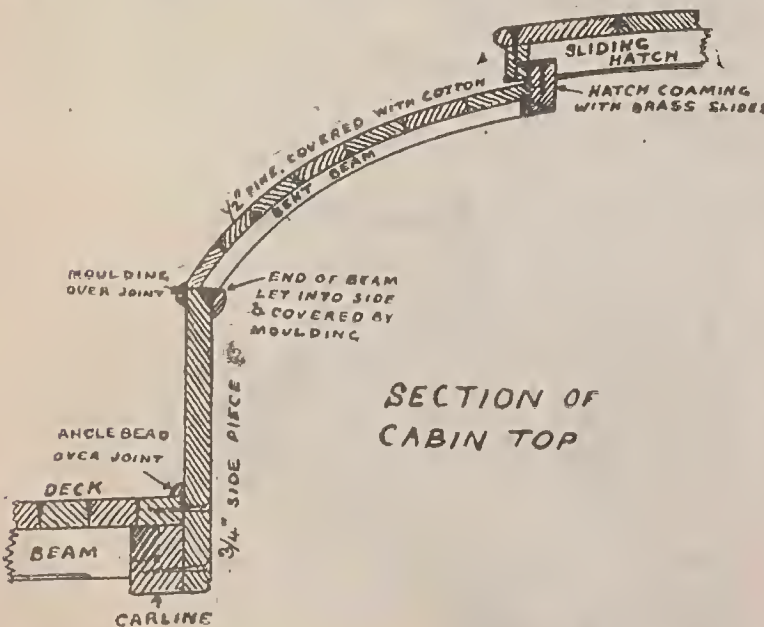 SLIDING
HATCH
HATCH COAMING
WITH BRASS SLIDES
1/2" PINE, COVERED WITH COTTON
BENT BEAM
MOULDING
OVER JOINT
END OF BEAM
LET INTO SIDE
& COVERED BY
MOULDING
3/4" SIDE PIECE
SECTION OF
CABIN TOP
ANGLE BEAD
OVER JOINT
DECK
BEAM
CARLINE